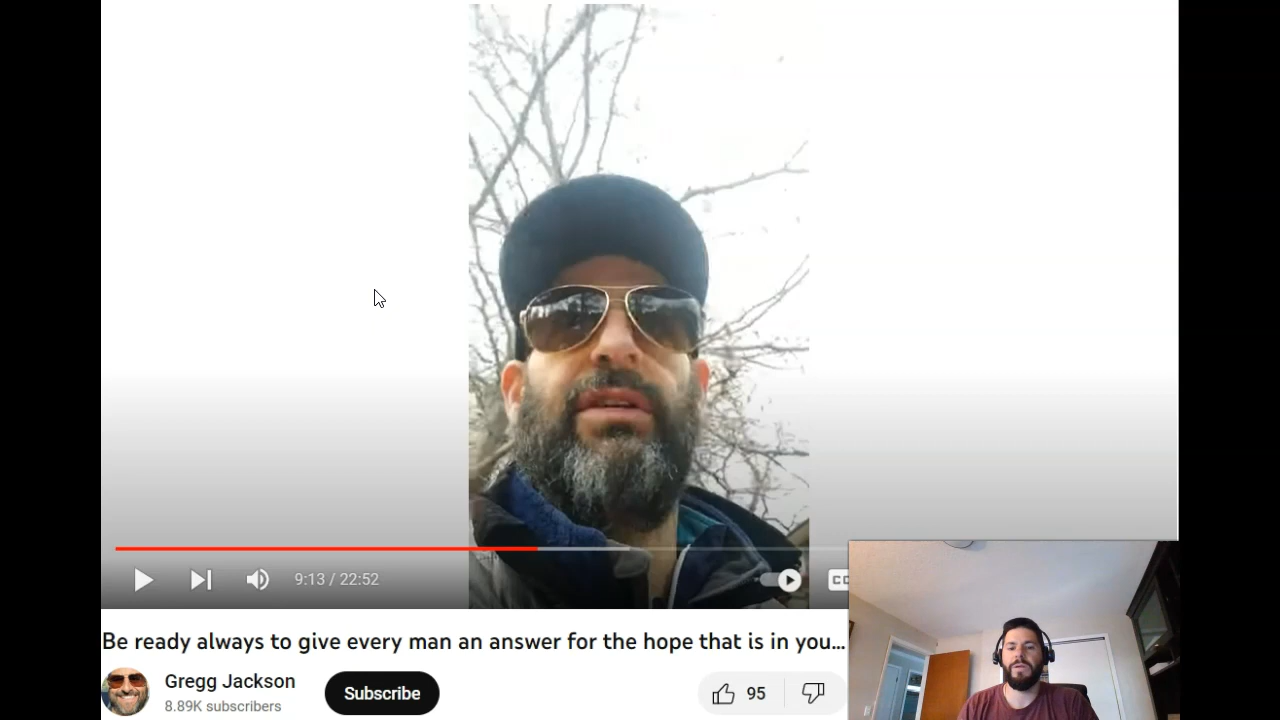 9:13 / 22:52
CC
Be ready always to give every man an answer for the hope that is in you...
Gregg Jackson
8.89K subscribers
Subscribe
95